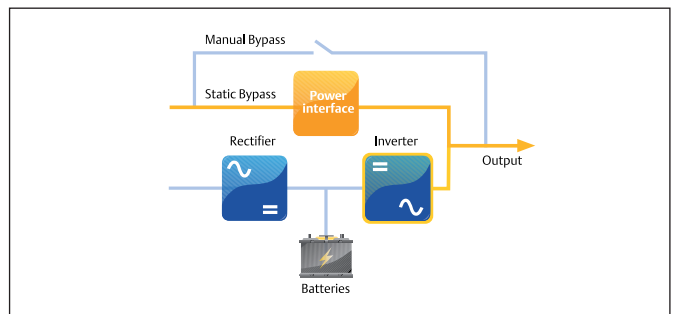 Manual Bypass
Static Bypass
Power
interface
Rectifier
Inverter
Output
Batteries